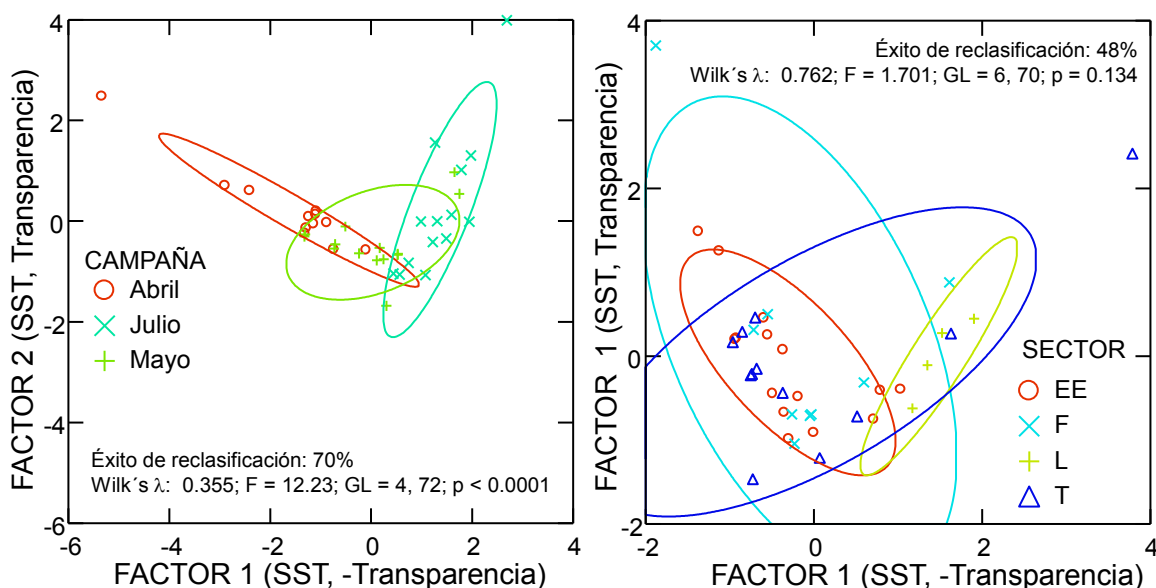 4
2
0
-2
-4
-6
-6
-4
-2
0
2
4
FACTOR 2 (SST, Transparencia)
FACTOR 1 (SST, -Transparencia)
CAMPAÑA
Abril
Julio
Mayo
Éxito de reclasificación: 70%
Wilk´s λ: 0.355; F = 12.23; GL = 4, 72; p < 0.0001
4
2
0
-2
-2
0
2
4
FACTOR 1 (SST, Transparencia)
FACTOR 1 (SST, -Transparencia)
Éxito de reclasificación: 48%
Wilk´s λ: 0.762; F = 1.701; GL = 6, 70; p = 0.134
SECTOR
EE
F
L
T